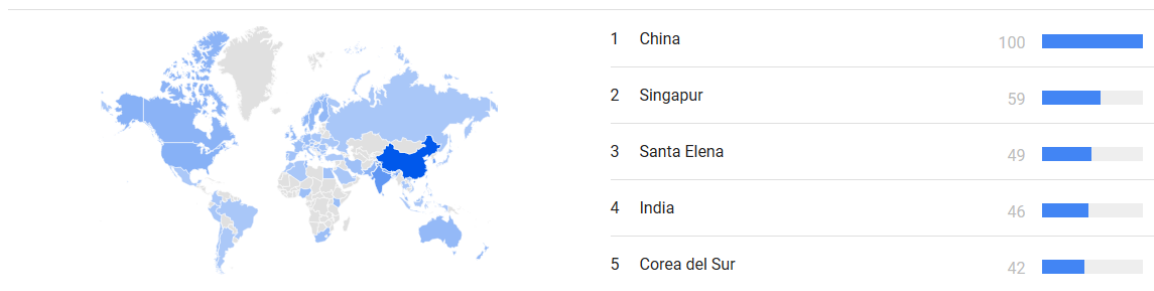 1 China 100
2 Singapur 59
3 Santa Elena 49
4 India 46
5 Corea del Sur 42